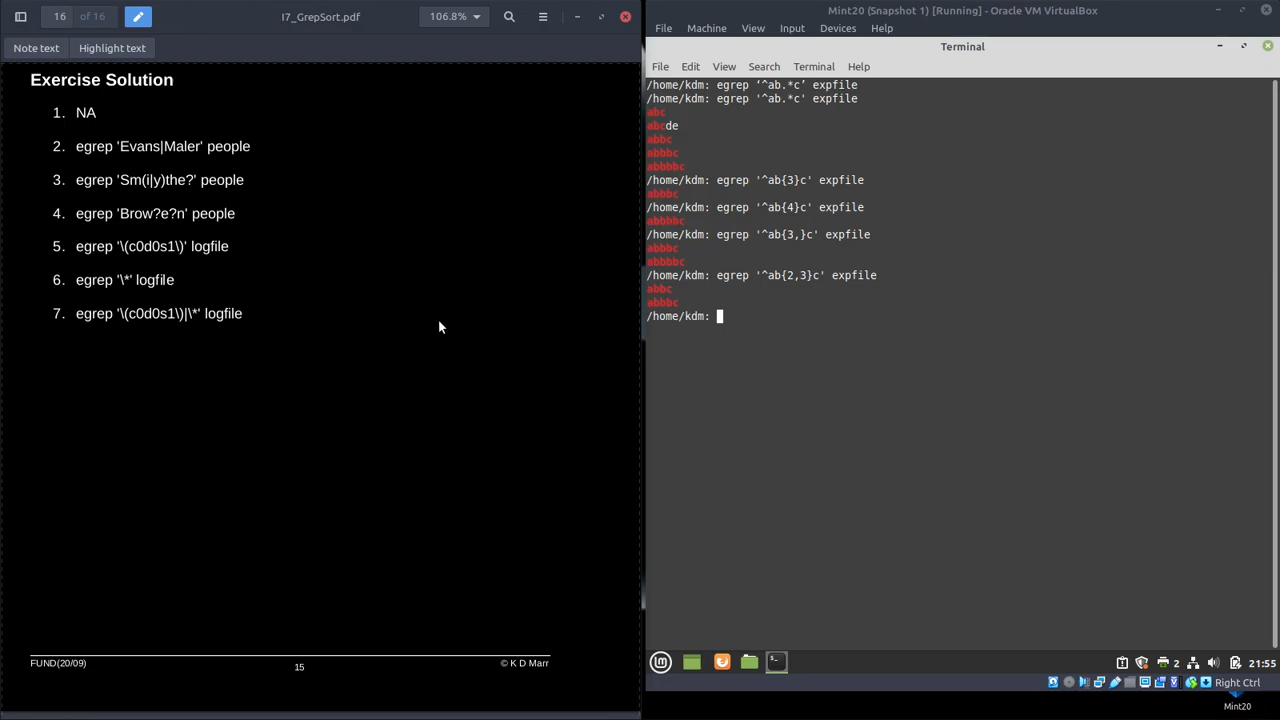 16 of 16
I7_GrepSort.pdf
106.8%
Note text
Highlight text
Exercise Solution
1. NA
2. egrep 'Evans|Maler' people
3. egrep 'Sm(i|y)the?' people
4. egrep 'Brow?e?n' people
5. egrep '\(c0d0s1\)' logfile
6. egrep '\*' logfile
7. egrep '\(c0d0s1\)|\*' logfile
FUND(20/09)
15
© K D Marr
Mint20 (Snapshot 1) [Running] - Oracle VM VirtualBox
File Machine View Input Devices Help
Terminal
File Edit View Search Terminal Help
/home/kdm: egrep ‘^ab.*c’ expfile
/home/kdm: egrep '^ab.*c' expfile
abc
abcde
abbc
abbbc
abbbbc
/home/kdm: egrep '^ab{3}c' expfile
abbbc
/home/kdm: egrep '^ab{4}c' expfile
abbbbc
/home/kdm: egrep '^ab{3,}c' expfile
abbbc
abbbbc
/home/kdm: egrep '^ab{2,3}c' expfile
abbc
abbbc
/home/kdm:
2
21:55
Right Ctrl
Mint20